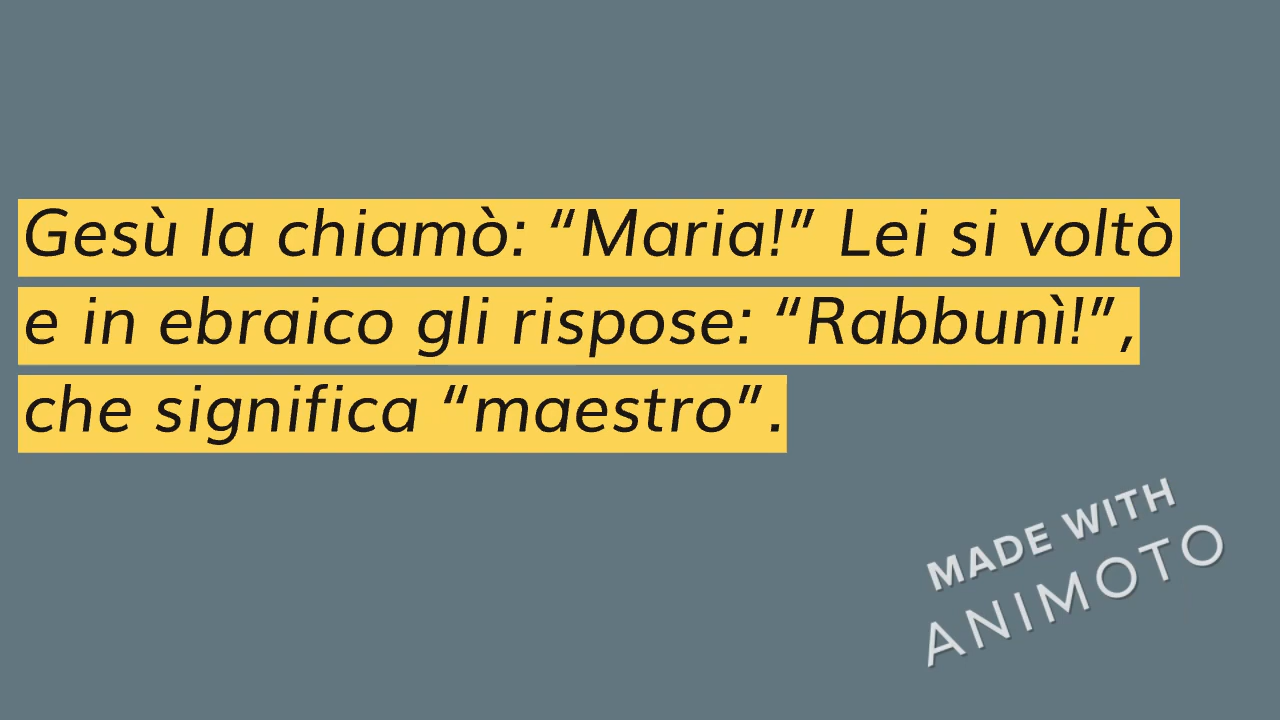 Gesù la chiamò: “Maria!” Lei si voltò
e in ebraico gli rispose: “Rabbunì!”,
che significa “maestro”.
MADE WITH
ANIMOTO